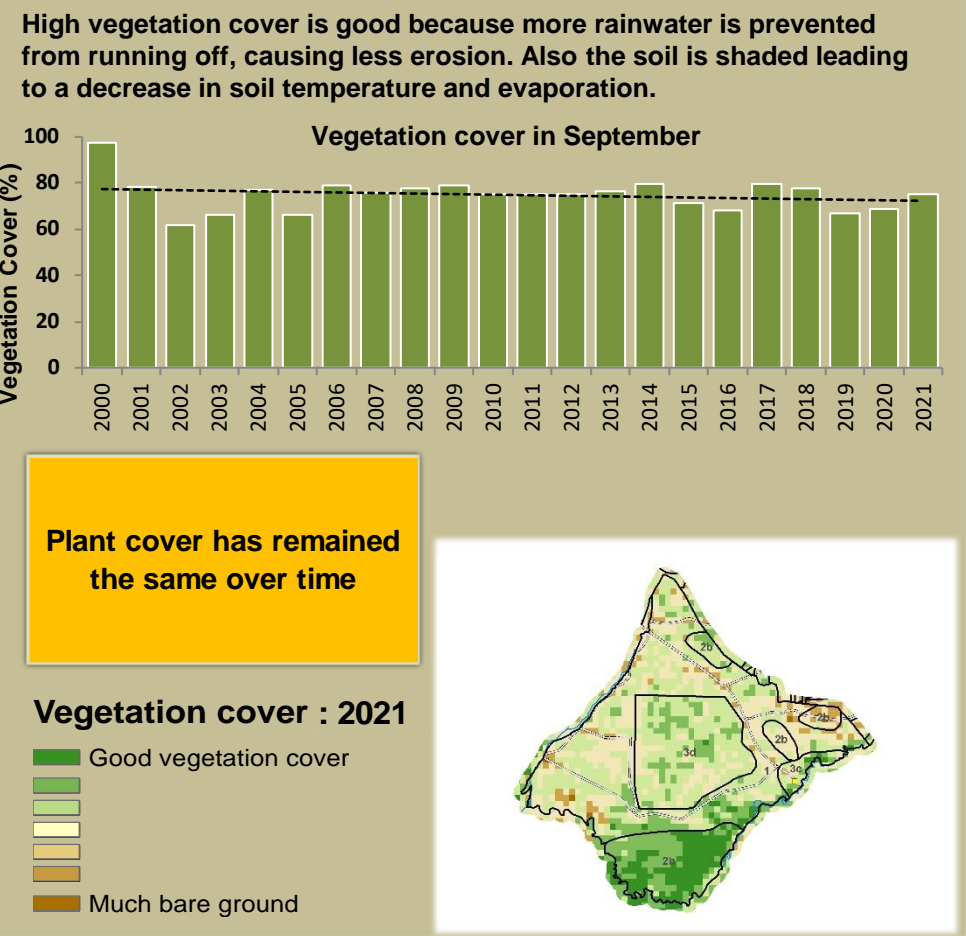 High vegetation cover is good because more rainwater is prevented
from running off, causing less erosion. Also the soil is shaded leading
to a decrease in soil temperature and evaporation.
Vegetation cover in September
Vegetation Cover (%)
100
80
60
40
20
0
2000 2001 2002 2003 2004 2005 2006 2007 2008 2009 2010 2011 2012 2013 2014 2015 2016 2017 2018 2019 2020 2021
Plant cover has remained
the same over time
Vegetation cover : 2021
Good vegetation cover
Much bare ground
2b
2b
2b
3d
1
3c
2b